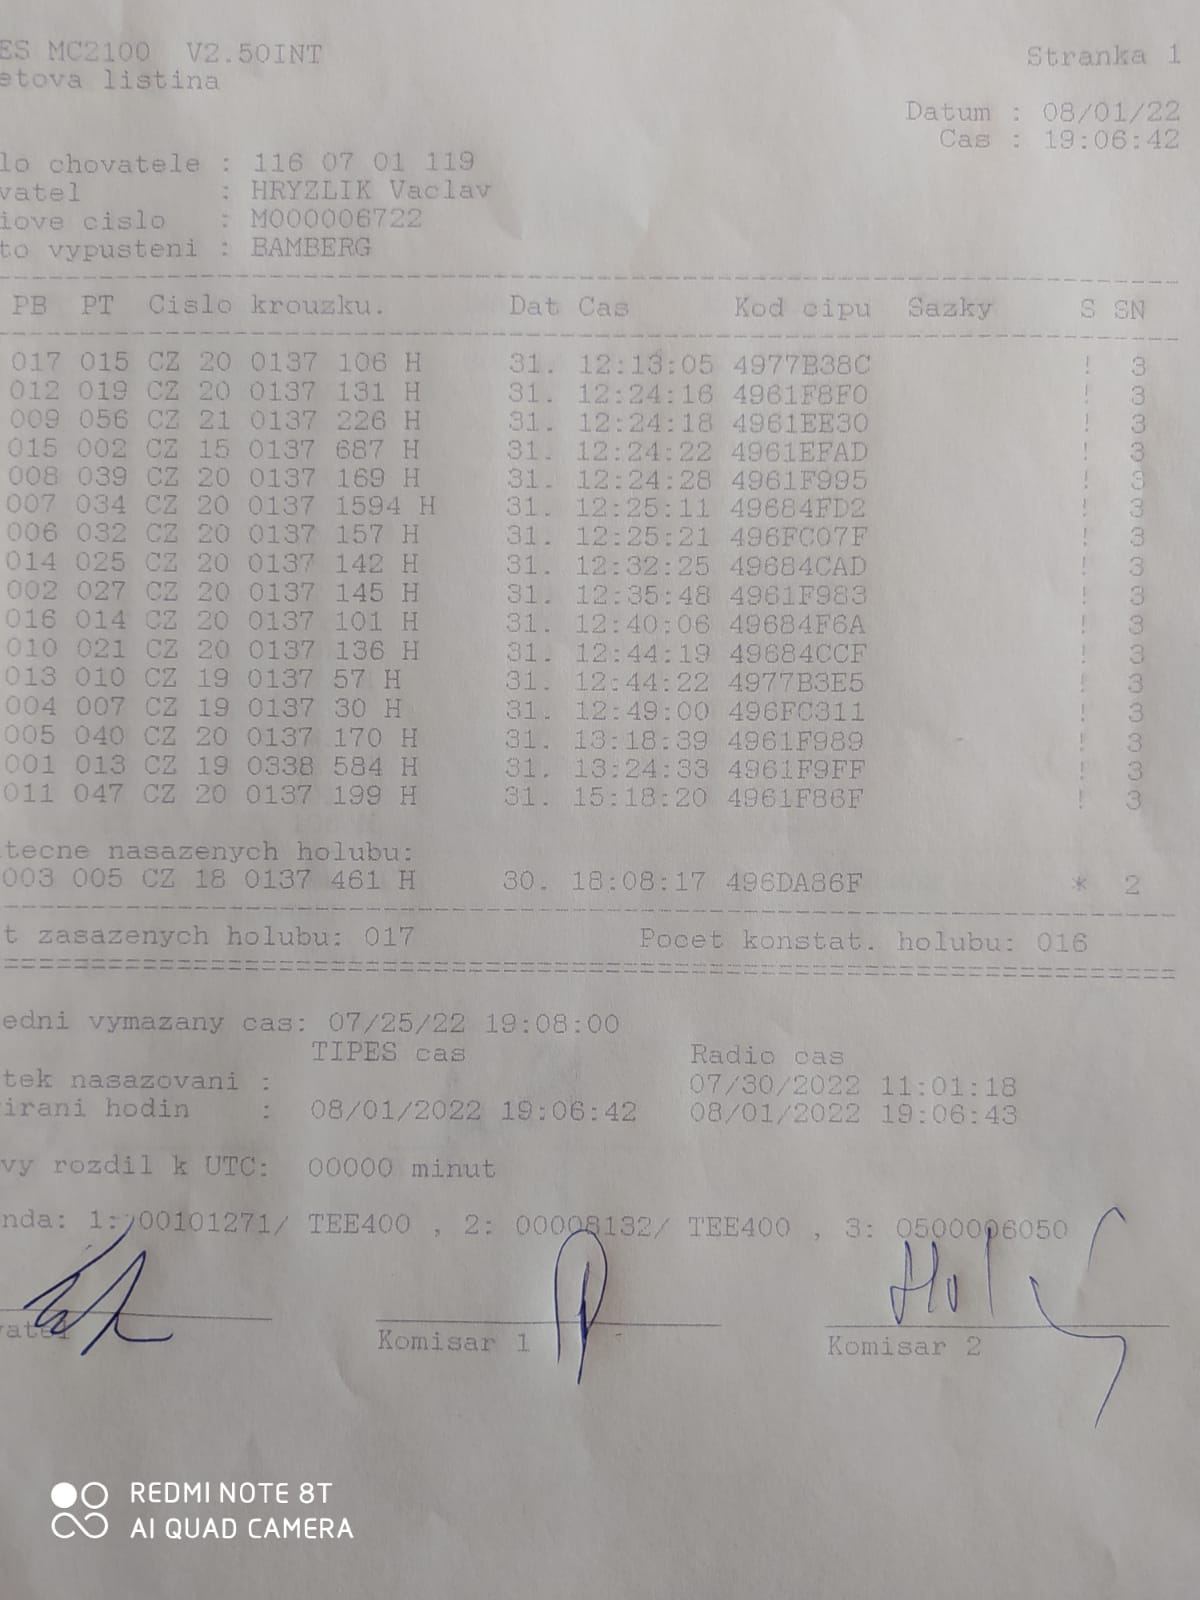 ES MC2100 V2.50INT Stranka 1
etova listina
Datum : 08/01/22
Cas : 19:06:42
lo chovatele : 116 07 01 119
vatel : HRYZLIK Vaclav
iove cislo : M000006722
to vypusteni : BAMBERG
PB PT Cislo krouzku. Dat Cas Kod cipu Sazky S SN
017 015 CZ 20 0137 106 H 31. 12:13:05 4977B38C ! 3
012 019 CZ 20 0137 131 H 31. 12:24:16 4961F8F0 ! 3
009 056 CZ 21 0137 226 H 31. 12:24:18 4961EE30 ! 3
015 002 CZ 15 0137 687 H 31. 12:24:22 4961EFAD ! 3
008 039 CZ 20 0137 169 H 31. 12:24:28 4961F995 ! 3
007 034 CZ 20 0137 1594 H 31. 12:25:11 49684FD2 ! 3
006 032 CZ 20 0137 157 H 31. 12:25:21 496FC07F ! 3
014 025 CZ 20 0137 142 H 31. 12:32:25 49684CAD ! 3
002 027 CZ 20 0137 145 H 31. 12:35:48 4961F983 ! 3
016 014 CZ 20 0137 101 H 31. 12:40:06 49684F6A ! 3
010 021 CZ 20 0137 136 H 31. 12:44:19 49684CCF ! 3
013 010 CZ 19 0137 57 H 31. 12:44:22 4977B3E5 ! 3
004 007 CZ 19 0137 30 H 31. 12:49:00 496FC311 ! 3
005 040 CZ 20 0137 170 H 31. 13:18:39 4961F989 ! 3
001 013 CZ 19 0338 584 H 31. 13:24:33 4961F9FF ! 3
011 047 CZ 20 0137 199 H 31. 15:18:20 4961F86F ! 3
tecne nasazenych holubu:
003 005 CZ 18 0137 461 H 30. 18:08:17 496DA86F * 2
t zasazenych holubu: 017 Pocet konstat. holubu: 016
edni vymazany cas: 07/25/22 19:08:00
TIPES cas Radio cas
tek nasazovani : 07/30/2022 11:01:18
irani hodin : 08/01/2022 19:06:42 08/01/2022 19:06:43
vy rozdil k UTC: 00000 minut
nda: 1: 00101271/ TEE400 , 2: 00008132/ TEE400 , 3: 0500006050
vatel Komisar 1 Komisar 2
REDMI NOTE 8T
AI QUAD CAMERA